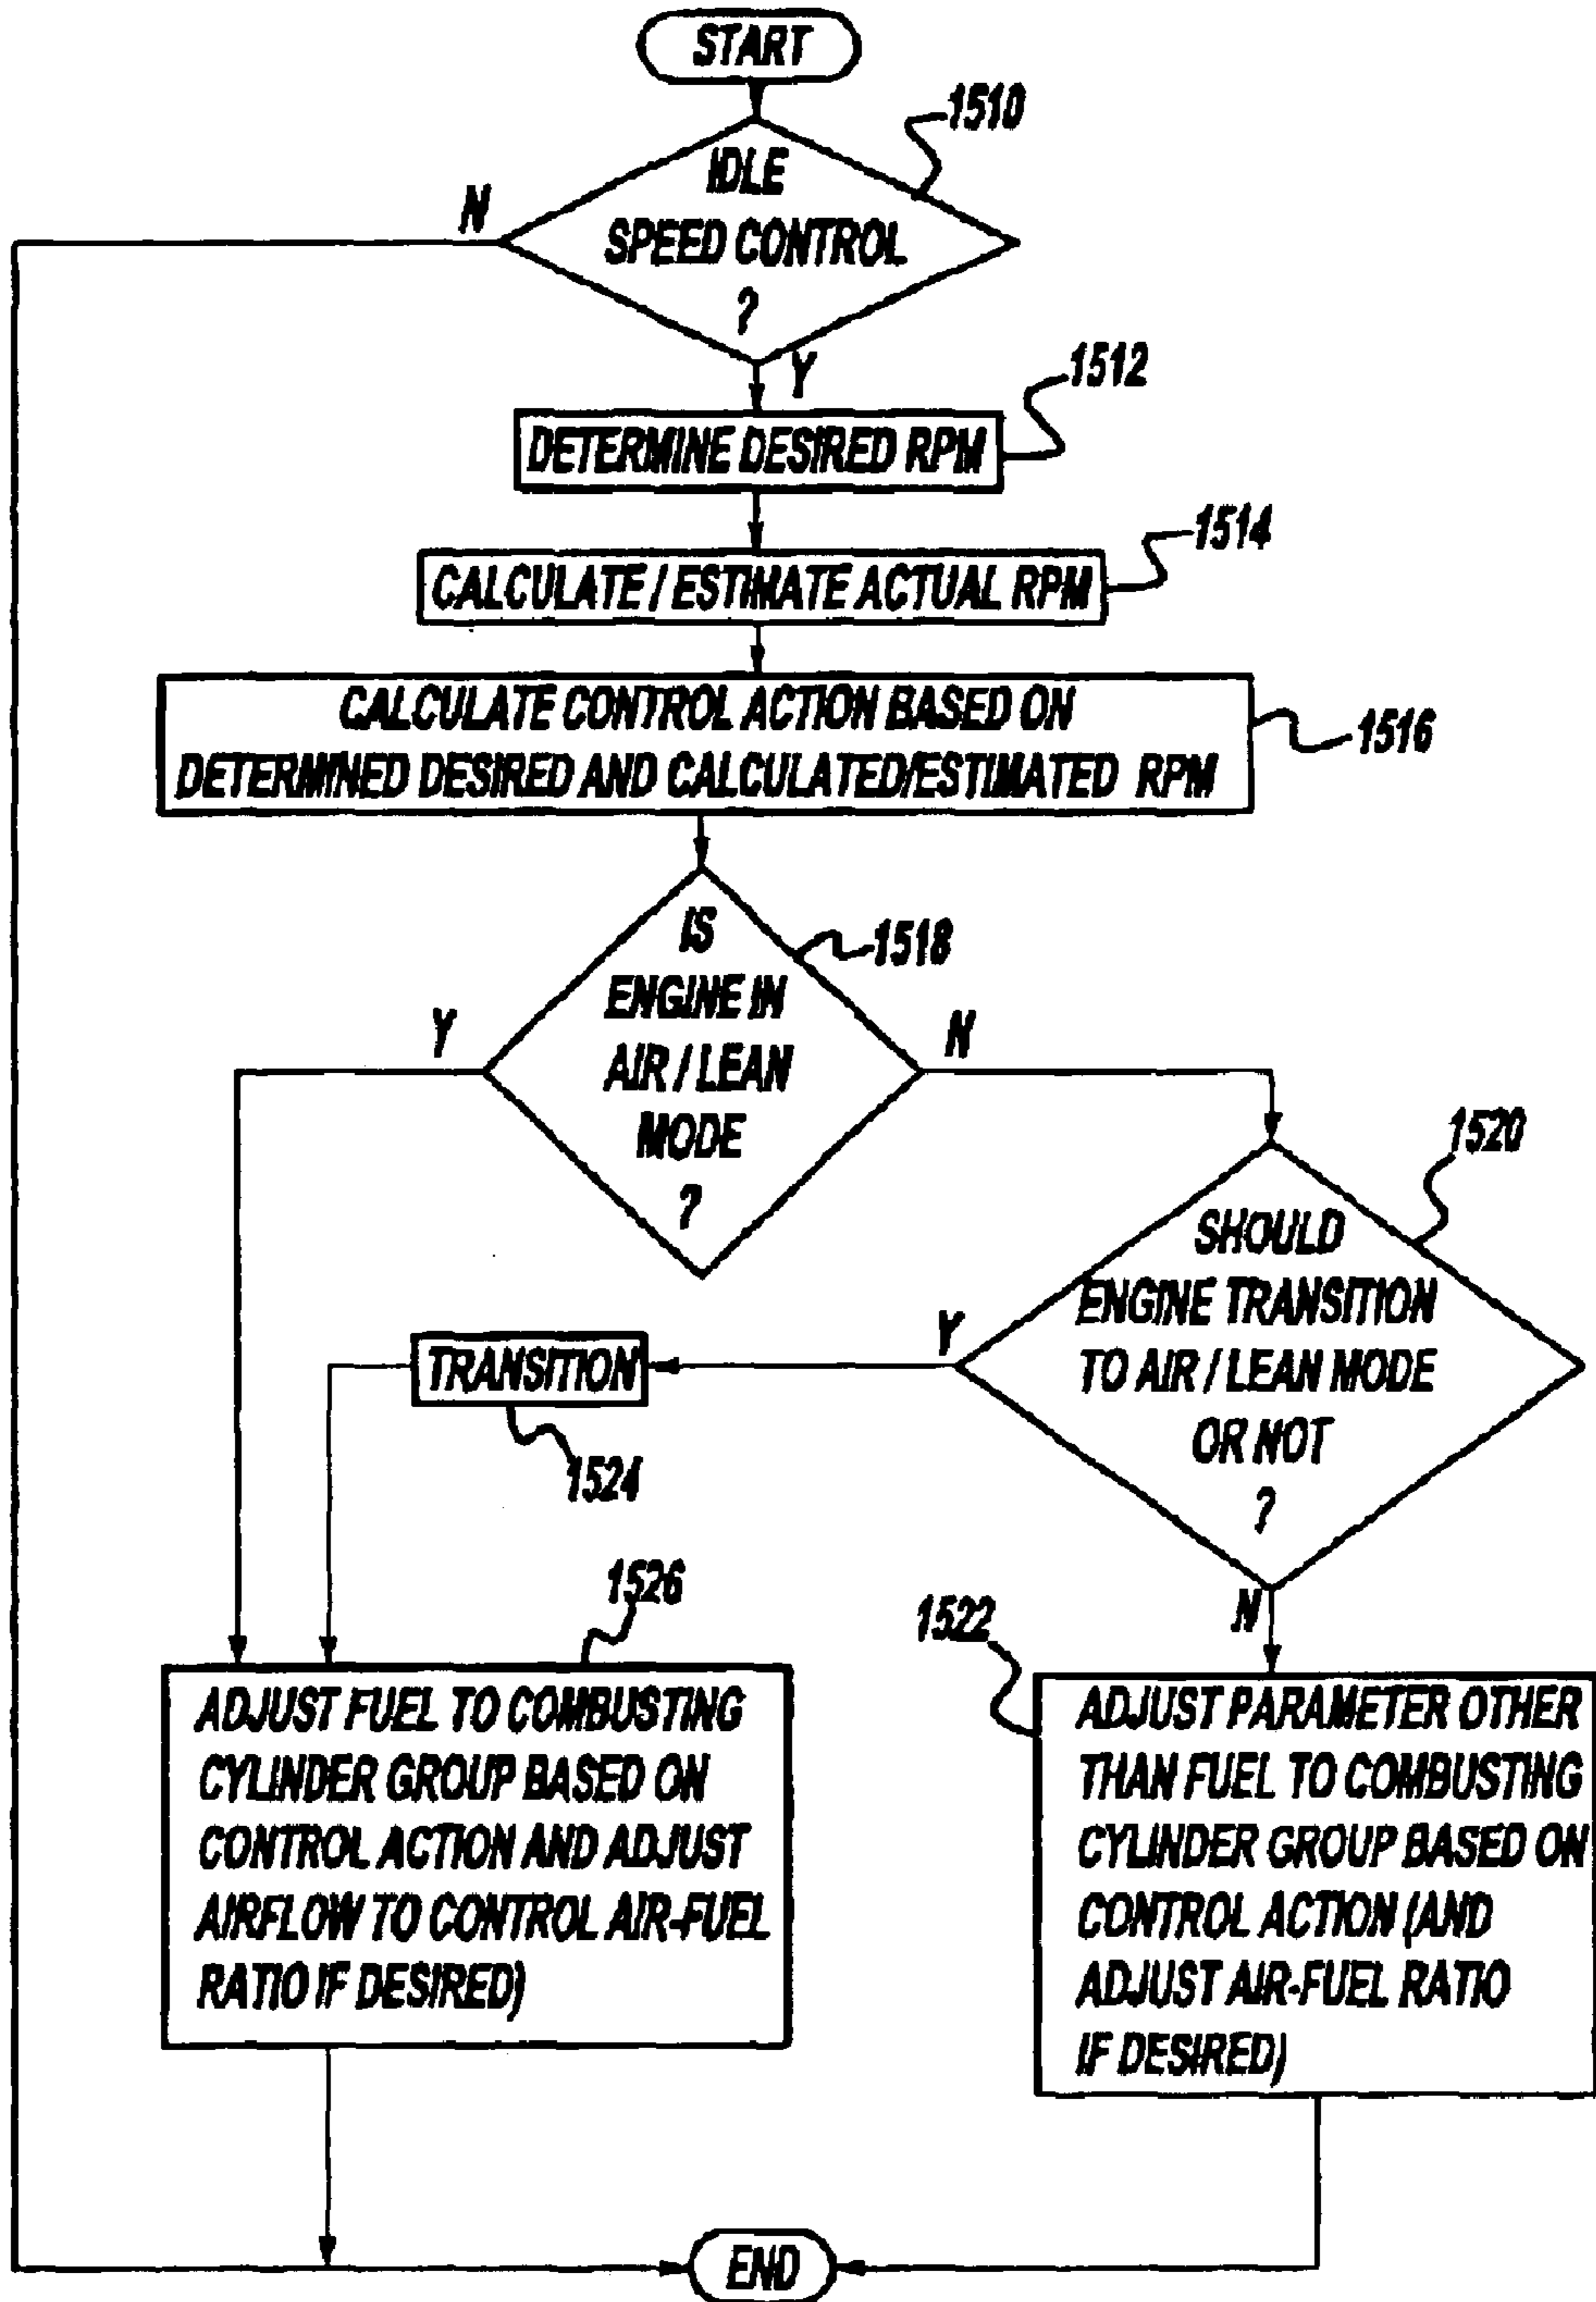 START
1510
IDLE
SPEED CONTROL
?
N
Y
1512
DETERMINE DESIRED RPM
1514
CALCULATE / ESTIMATE ACTUAL RPM
CALCULATE CONTROL ACTION BASED ON
DETERMINED DESIRED AND CALCULATED/ESTIMATED RPM
1516
IS
ENGINE IN
AIR / LEAN
MODE
?
1518
Y
N
1520
SHOULD
ENGINE TRANSITION
TO AIR / LEAN MODE
OR NOT
?
Y
TRANSITION
1524
N
1526
1522
ADJUST FUEL TO COMBUSTING
CYLINDER GROUP BASED ON
CONTROL ACTION AND ADJUST
AIRFLOW TO CONTROL AIR-FUEL
RATIO IF DESIRED)
ADJUST PARAMETER OTHER
THAN FUEL TO COMBUSTING
CYLINDER GROUP BASED ON
CONTROL ACTION (AND
ADJUST AIR-FUEL RATIO
IF DESIRED)
END